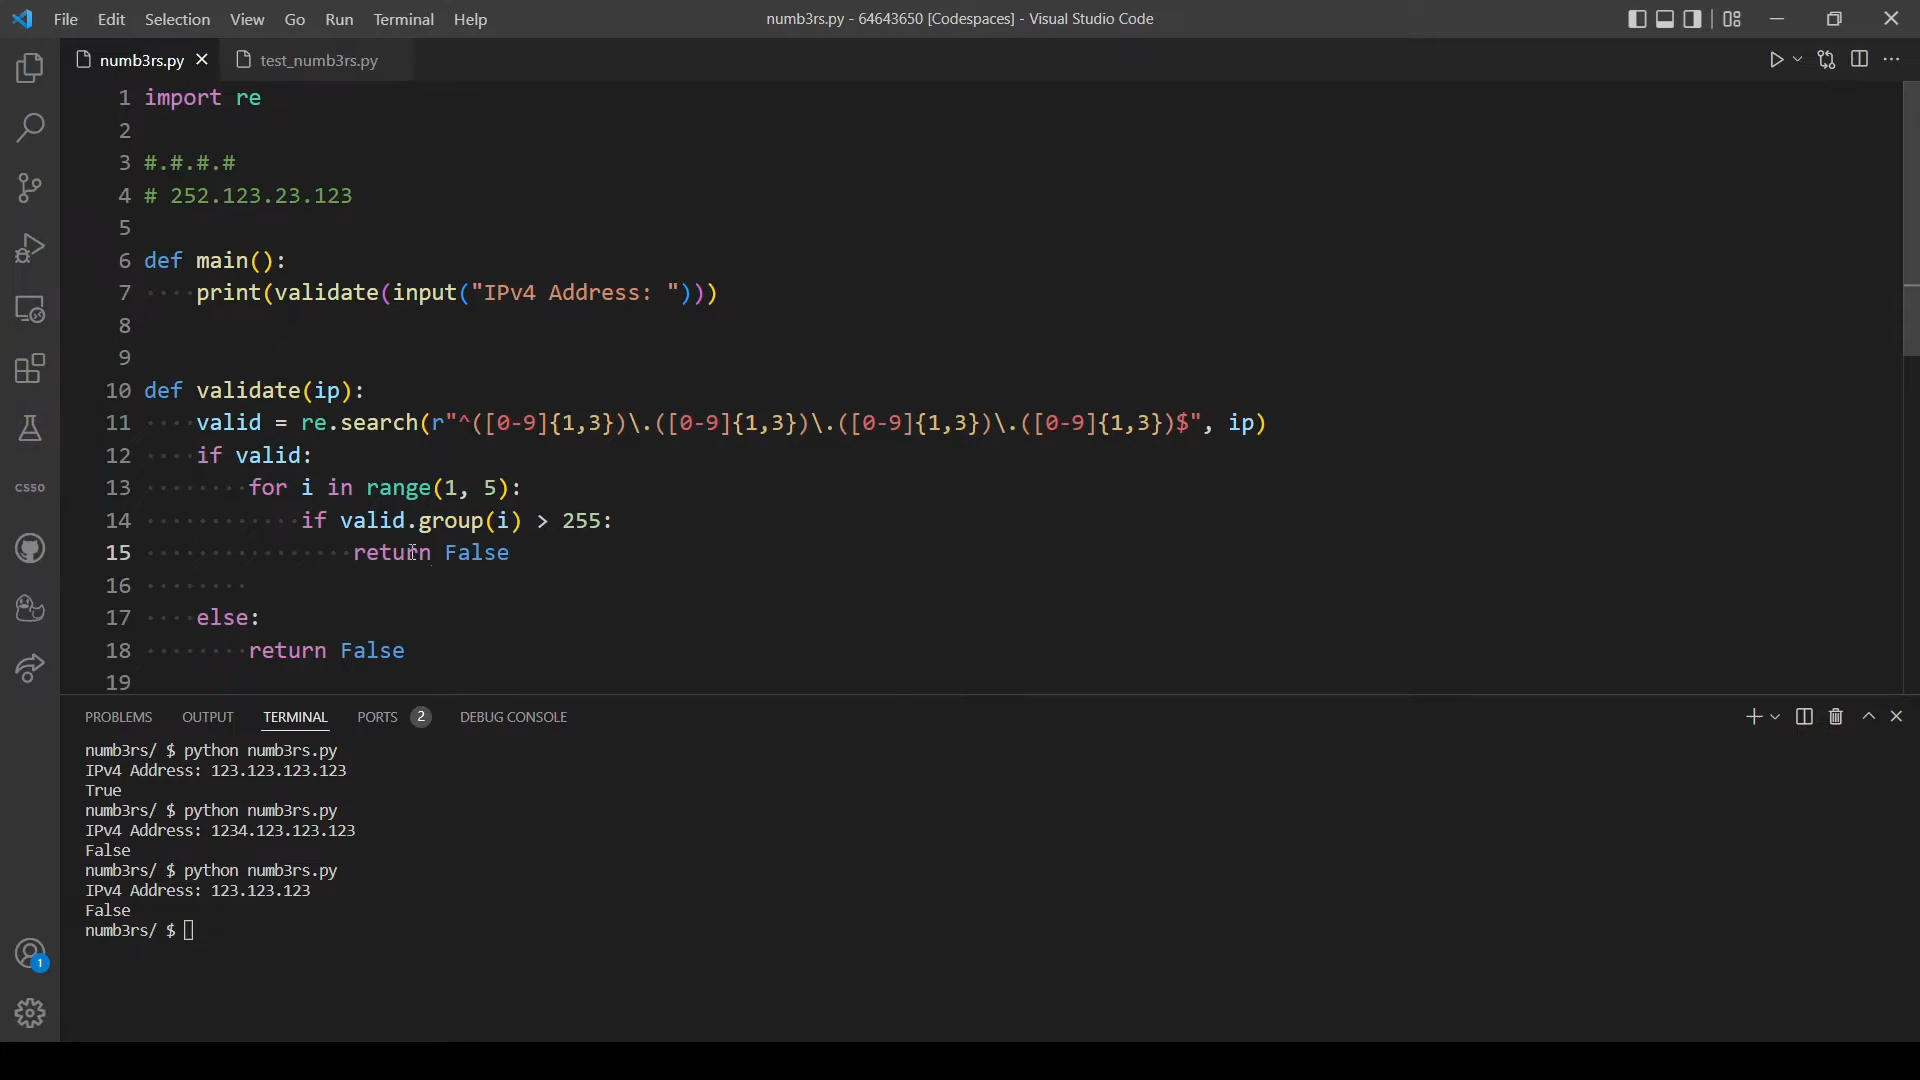 File Edit Selection View Go Run Terminal Help
numb3rs.py - 64643650 [Codespaces] - Visual Studio Code
numb3rs.py
test_numb3rs.py
1 import re
2
3 #.#.#.#
4 # 252.123.23.123
5
6 def main():
7 print(validate(input("IPv4 Address: ")))
8
9
10 def validate(ip):
11 valid = re.search(r"^([0-9]{1,3})\.([0-9]{1,3})\.([0-9]{1,3})\.([0-9]{1,3})$", ip)
12 if valid:
13 for i in range(1, 5):
14 if valid.group(i) > 255:
15 return False
16
17 else:
18 return False
19
CS50
PROBLEMS OUTPUT TERMINAL PORTS 2 DEBUG CONSOLE
numb3rs/ $ python numb3rs.py
IPv4 Address: 123.123.123.123
True
numb3rs/ $ python numb3rs.py
IPv4 Address: 1234.123.123.123
False
numb3rs/ $ python numb3rs.py
IPv4 Address: 123.123.123
False
numb3rs/ $
1